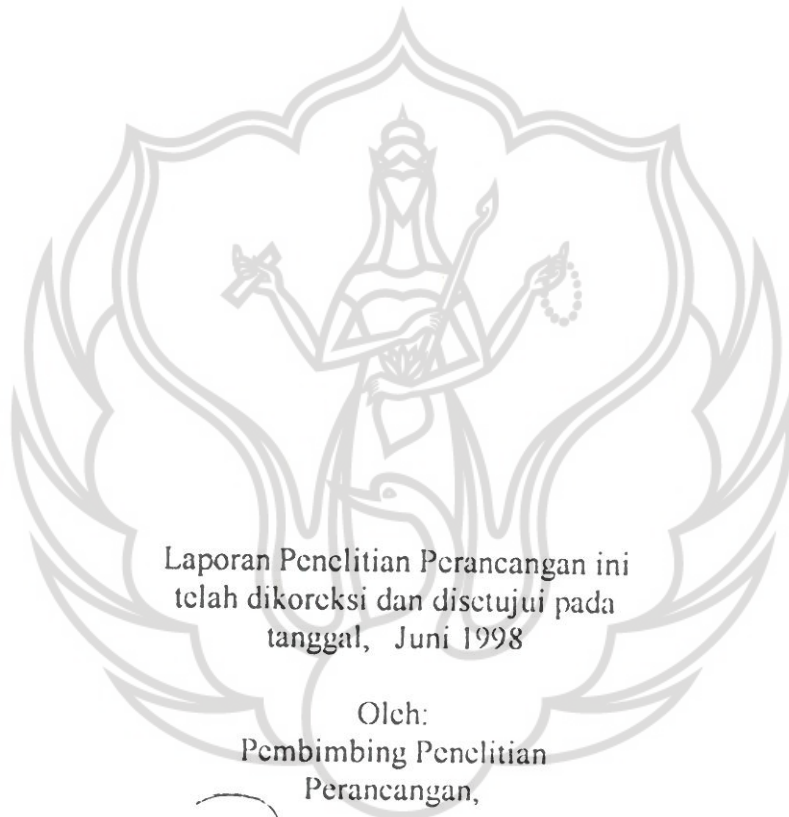 Laporan Penelitian Perancangan ini
telah dikoreksi dan disetujui pada
tanggal, Juni 1998
Oleh:
Pembimbing Penelitian
Perancangan,